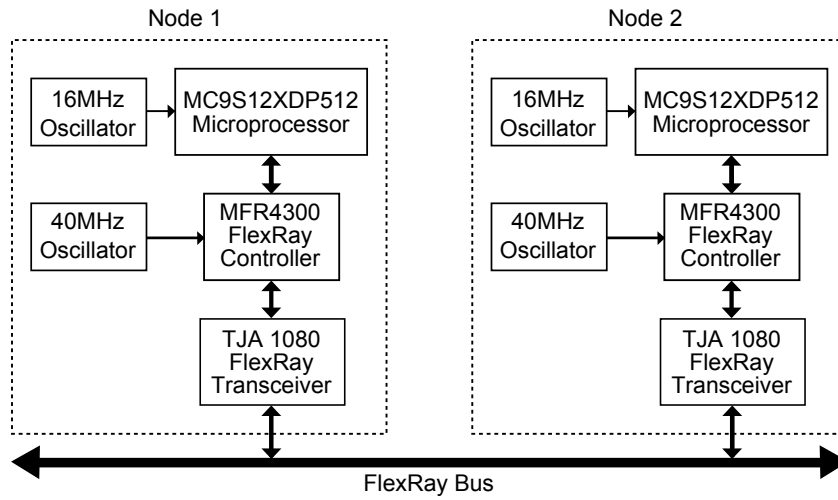 Node 1
Node 2
16MHz
Oscillator
MC9S12XDP512
Microprocessor
16MHz
Oscillator
MC9S12XDP512
Microprocessor
40MHz
Oscillator
MFR4300
FlexRay
Controller
40MHz
Oscillator
MFR4300
FlexRay
Controller
TJA 1080
FlexRay
Transceiver
TJA 1080
FlexRay
Transceiver
FlexRay Bus